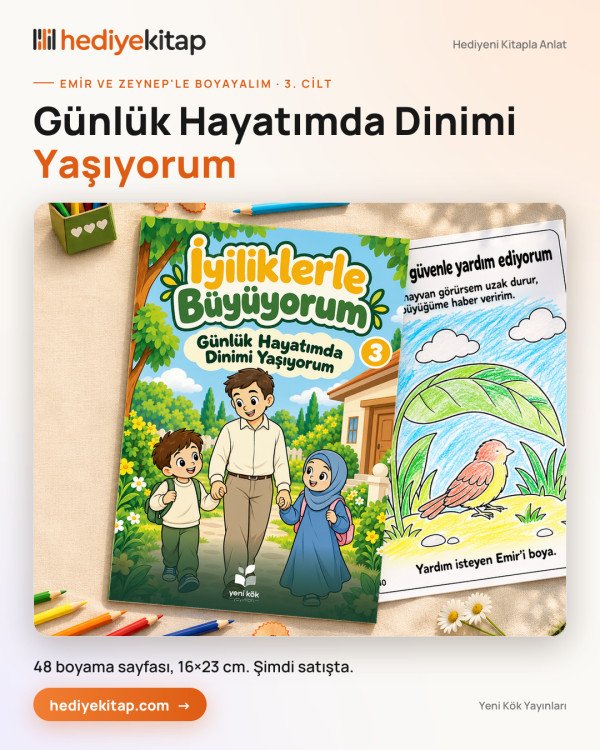 hediyekitap
Hediyeni Kitapla Anlat
EMİR VE ZEYNEP'LE BOYAYALIM · 3. CİLT
Günlük Hayatımda Dinimi
Yaşıyorum
İyiliklerle
Büyüyorum
Günlük Hayatımda
Dinimi Yaşıyorum
3
yeni kök
yayınları
güvenle yardım ediyorum
hayvan görürsem uzak durur,
büyüğüme haber veririm.
Yardım isteyen Emir'i boya.
40
48 boyama sayfası, 16×23 cm. Şimdi satışta.
hediyekitap.com →
Yeni Kök Yayınları